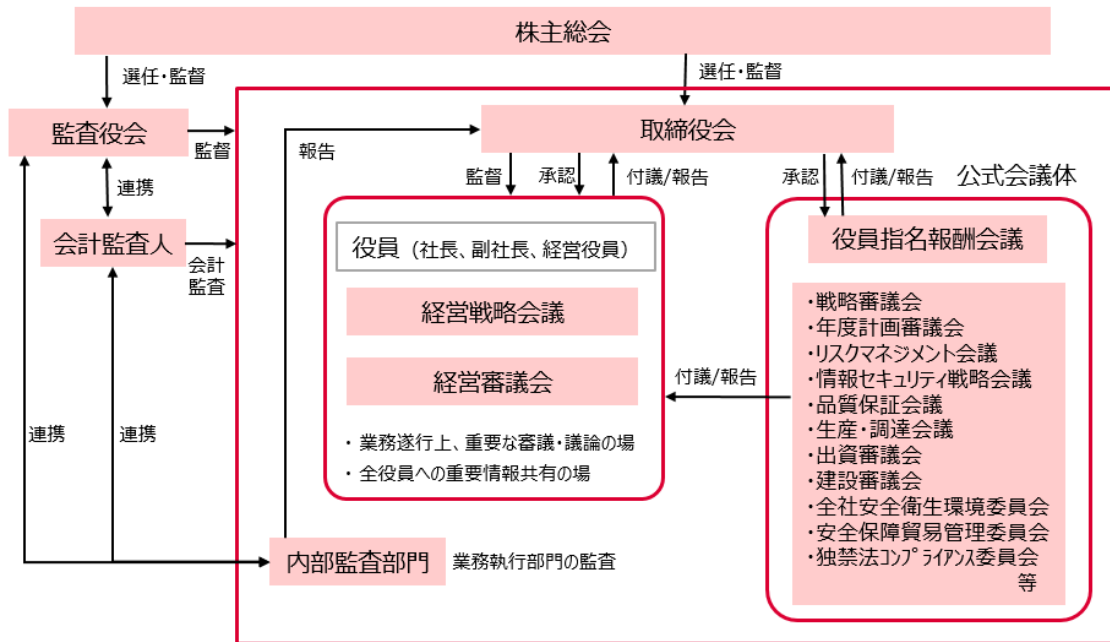 株主総会
選任・監督
選任・監督
監査役会
監督
取締役会
報告
監督
承認
付議/報告
承認
付議/報告
公式会議体
連携
会計監査人
会計
監査
役員（社長、副社長、経営役員）
役員指名報酬会議
経営戦略会議
経営審議会
・業務遂行上、重要な審議・議論の場
・全役員への重要情報共有の場
付議/報告
・戦略審議会
・年度計画審議会
・リスクマネジメント会議
・情報セキュリティ戦略会議
・品質保証会議
・生産・調達会議
・出資審議会
・建設審議会
・全社安全衛生環境委員会
・安全保障貿易管理委員会
・独禁法コンプライアンス委員会
等
連携
連携
内部監査部門
業務執行部門の監査